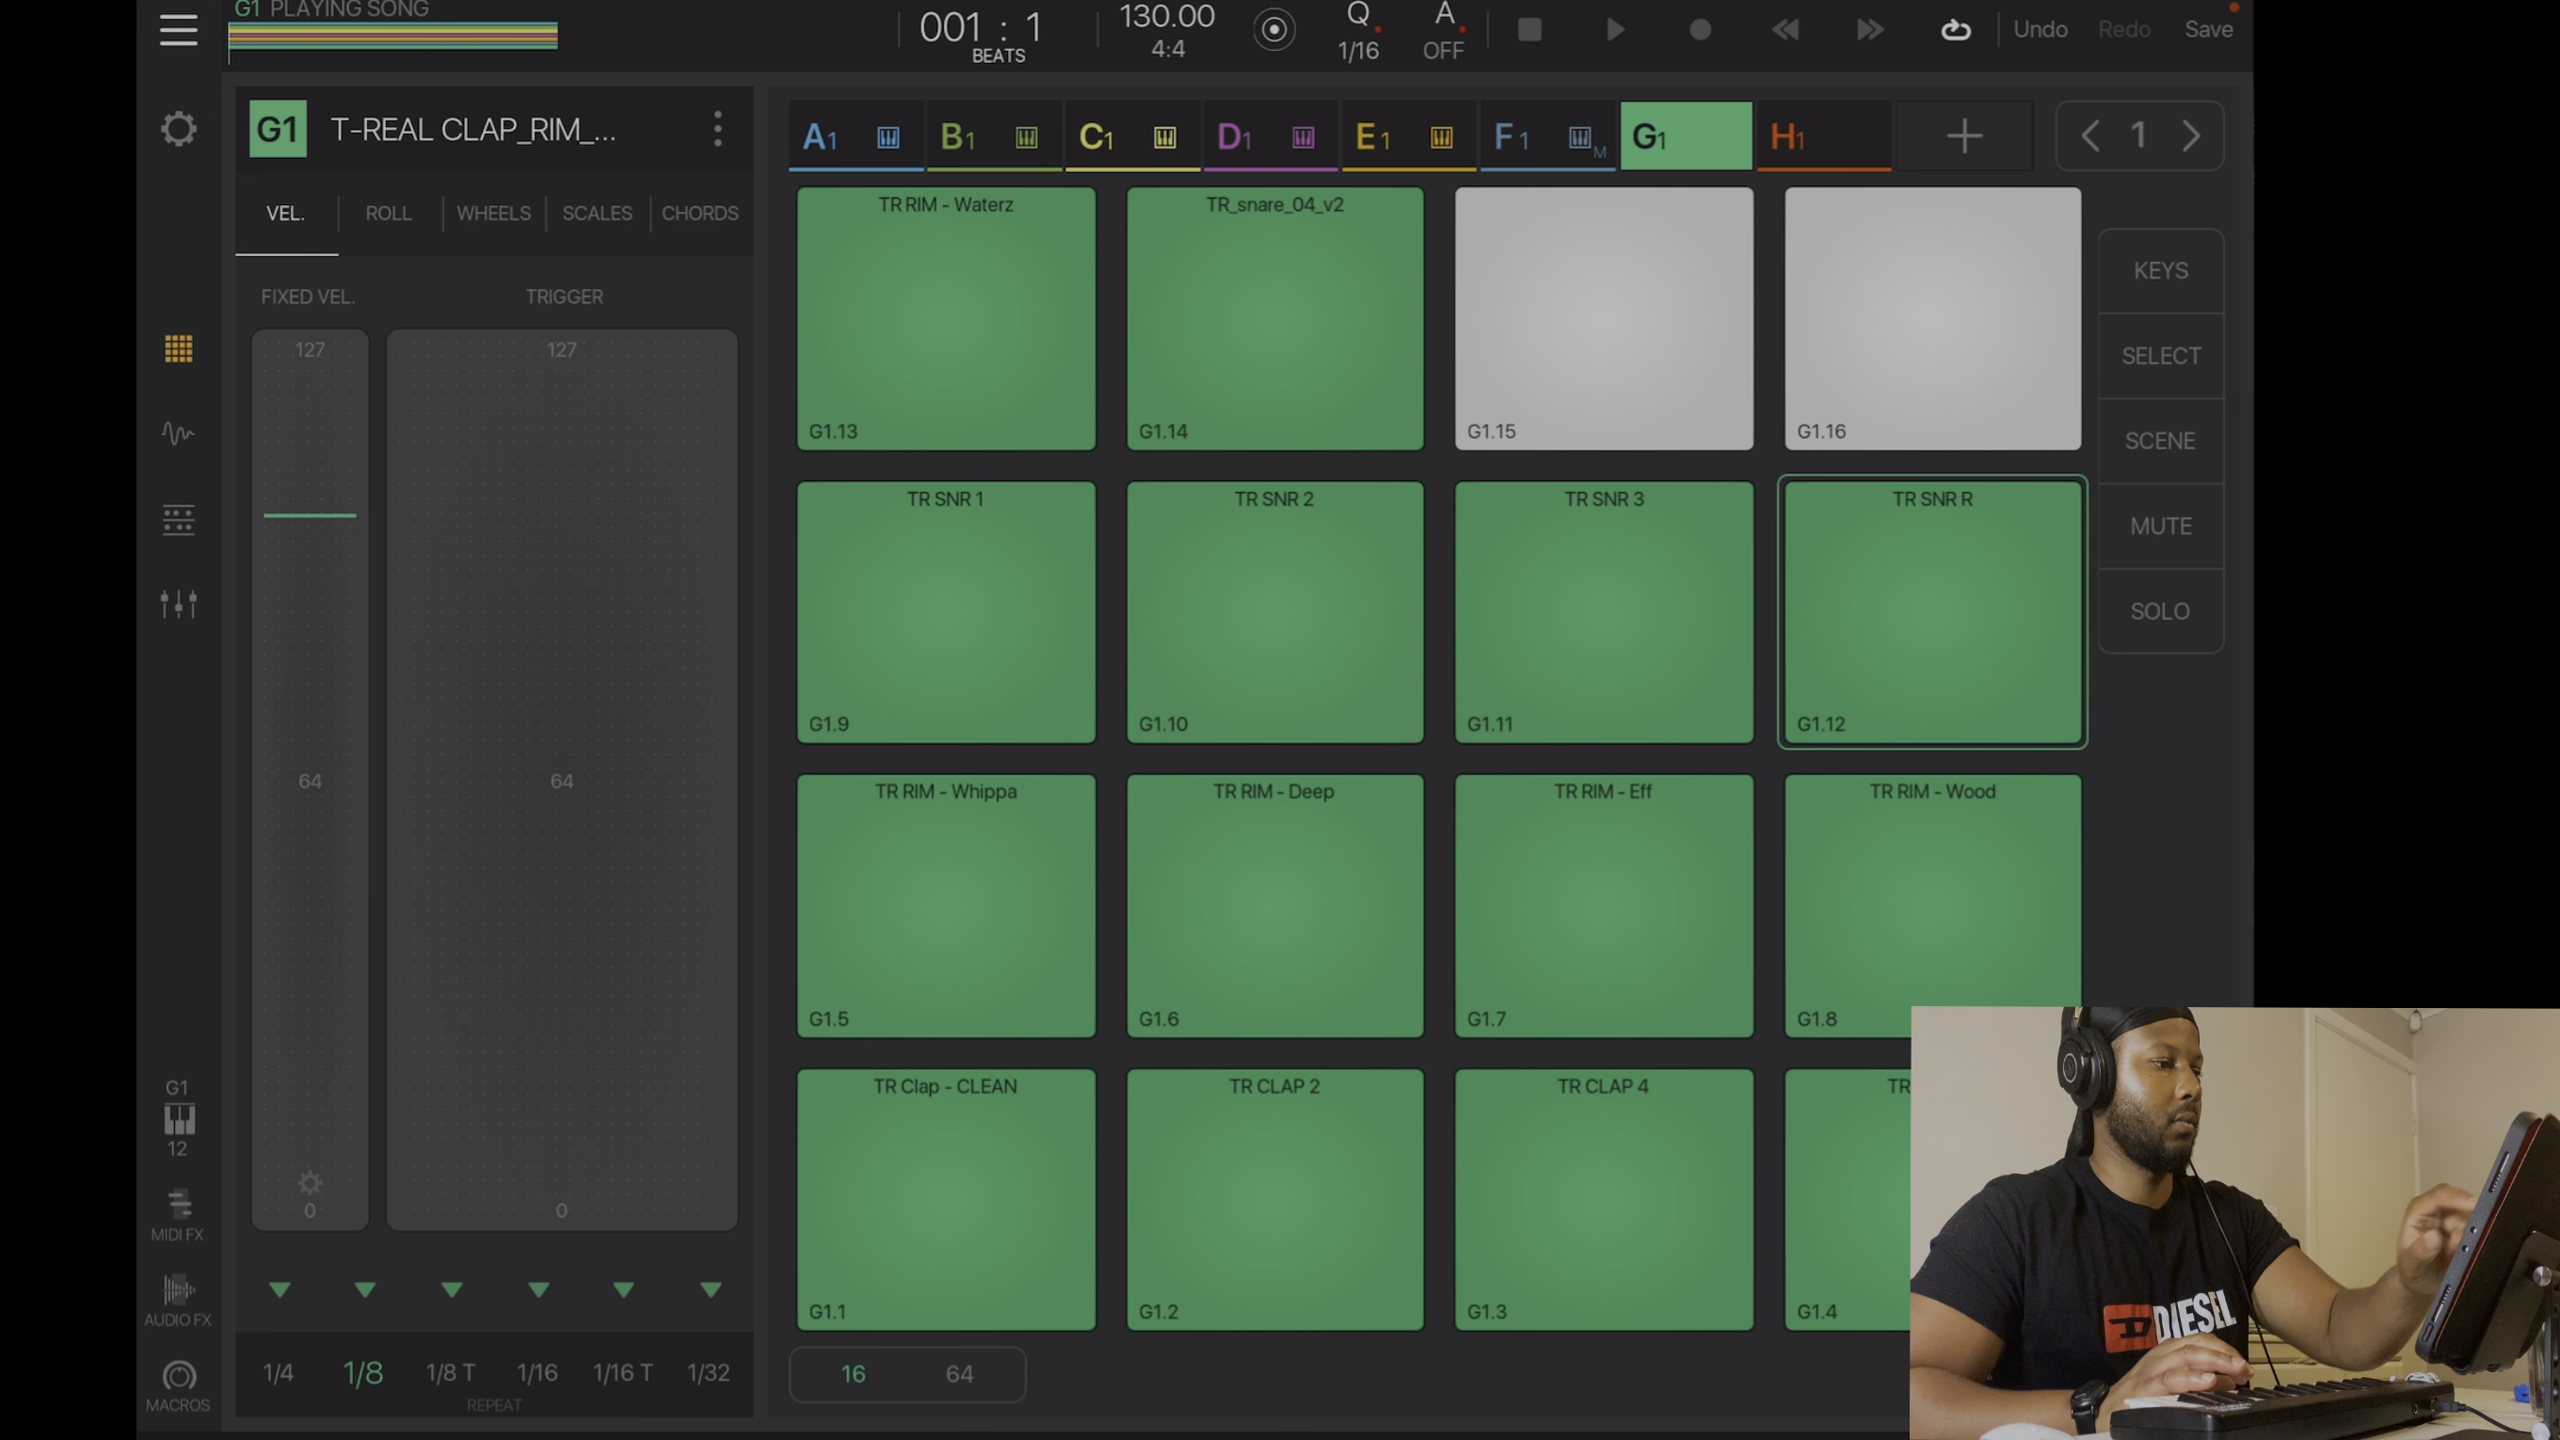 G1 PLAYING SONG
001 : 1
BEATS
130.00
4:4
Q
1/16
A
OFF
Undo
Redo
Save
G1
T-REAL CLAP_RIM_...
A1
B1
C1
D1
E1
F1
M
G1
H1
1
VEL.
ROLL
WHEELS
SCALES
CHORDS
FIXED VEL.
TRIGGER
127
127
64
64
0
0
TR RIM - Waterz
G1.13
TR_snare_04_v2
G1.14
G1.15
G1.16
TR SNR 1
G1.9
TR SNR 2
G1.10
TR SNR 3
G1.11
TR SNR R
G1.12
TR RIM - Whippa
G1.5
TR RIM - Deep
G1.6
TR RIM - Eff
G1.7
TR RIM - Wood
G1.8
TR Clap - CLEAN
G1.1
TR CLAP 2
G1.2
TR CLAP 4
G1.3
TR
G1.4
KEYS
SELECT
SCENE
MUTE
SOLO
G1
12
MIDI FX
AUDIO FX
MACROS
1/4
1/8
1/8 T
1/16
1/16 T
1/32
REPEAT
16
64
DIESEL